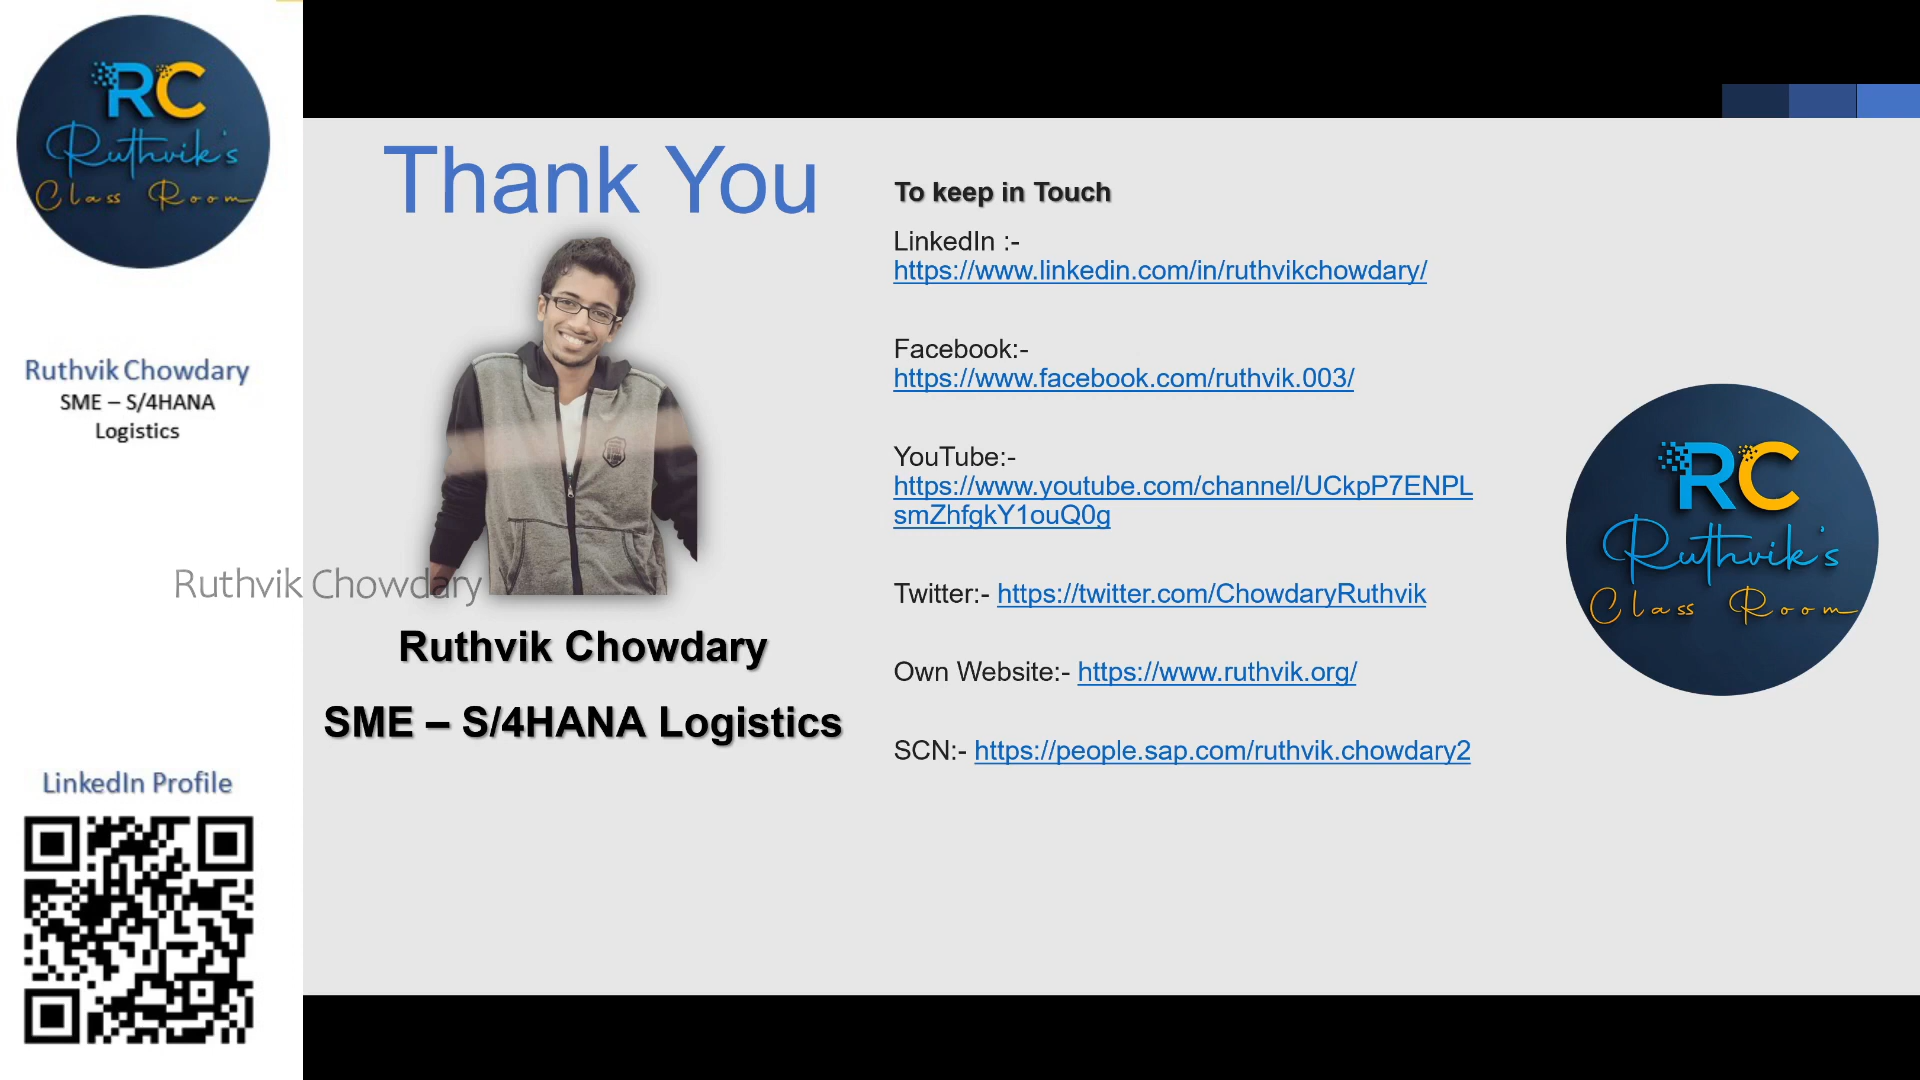 RC
Ruthvik's
Class Room
Ruthvik Chowdary
SME – S/4HANA
Logistics
LinkedIn Profile
Thank You
Ruthvik Chowdary
Ruthvik Chowdary
SME – S/4HANA Logistics
To keep in Touch
LinkedIn :-
https://www.linkedin.com/in/ruthvikchowdary/
Facebook:-
https://www.facebook.com/ruthvik.003/
YouTube:-
https://www.youtube.com/channel/UCkpP7ENPL
smZhfgkY1ouQ0g
Twitter:- https://twitter.com/ChowdaryRuthvik
Own Website:- https://www.ruthvik.org/
SCN:- https://people.sap.com/ruthvik.chowdary2
RC
Ruthvik's
Class Room